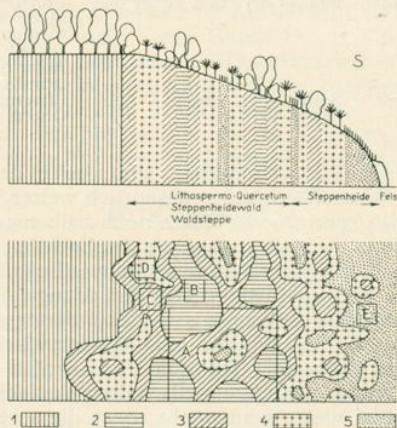 S
Lithospermo-Quercetum Steppenheide Fels
Steppenheidewald
Waldsteppe
D
B
C
E
A
1 2 3 4 5